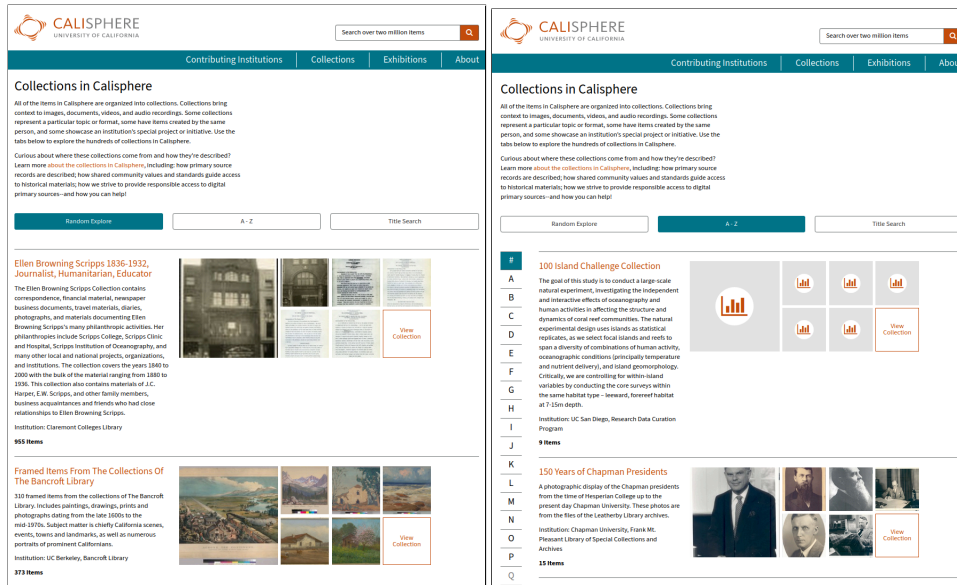 CALISPHERE
UNIVERSITY OF CALIFORNIA
Search over two million items
Contributing Institutions
Collections
Exhibitions
About
Collections in Calisphere
All of the items in Calisphere are organized into collections. Collections bring
context to images, documents, videos, and audio recordings. Some collections
represent a particular topic or format, some have items created by the same
person, and some showcase an institution's special project or initiative. Use the
tabs below to explore the hundreds of collections in Calisphere.
Curious about where these collections come from and how they're described?
Learn more about the collections in Calisphere, including: how primary source
records are described; how shared community values and standards guide access
to historical materials; how we strive to provide responsible access to digital
primary sources--and how you can help!
Random Explore
A - Z
Title Search
Ellen Browning Scripps 1836-1932,
Journalist, Humanitarian, Educator
The Ellen Browning Scripps Collection contains
correspondence, financial material, newspaper
business documents, travel materials, diaries,
photographs, and materials documenting Ellen
Browning Scripps's many philanthropic activities. Her
philanthropies include Scripps College, Scripps Clinic
and Hospital, Scripps Institution of Oceanography, and
many other local and national projects, organizations,
and institutions. The collection covers the years 1840 to
2000 with the bulk of the material ranging from 1880 to
1936. This collection also contains materials of J.C.
Harper, E.W. Scripps, and other family members,
business acquaintances and friends who had close
relationships to Ellen Browning Scripps.
Institution: Claremont Colleges Library
955 Items
View
Collection
Framed Items From The Collections Of
The Bancroft Library
310 framed items from the collections of The Bancroft
Library. Includes paintings, drawings, prints and
photographs dating from the late 1600s to the
mid-1970s. Subject matter is chiefly California scenes,
events, towns and landmarks, as well as numerous
portraits of prominent Californians.
Institution: UC Berkeley, Bancroft Library
373 Items
View
Collection
CALISPHERE
UNIVERSITY OF CALIFORNIA
Search over two million items
Contributing Institutions
Collections
Exhibitions
Abou
Collections in Calisphere
All of the items in Calisphere are organized into collections. Collections bring
context to images, documents, videos, and audio recordings. Some collections
represent a particular topic or format, some have items created by the same
person, and some showcase an institution's special project or initiative. Use the
tabs below to explore the hundreds of collections in Calisphere.
Curious about where these collections come from and how they're described?
Learn more about the collections in Calisphere, including: how primary source
records are described; how shared community values and standards guide access
to historical materials; how we strive to provide responsible access to digital
primary sources--and how you can help!
Random Explore
A - Z
Title Search
#
A
B
C
D
E
F
G
H
I
J
K
L
M
N
O
P
Q
100 Island Challenge Collection
The goal of this study is to conduct a large-scale
natural experiment, investigating the independent
and interactive effects of oceanography and
human activities in affecting the structure and
dynamics of coral reef communities. The natural
experimental design uses islands as statistical
replicates, as we select focal islands and reefs to
span a diversity of combinations of human activity,
oceanographic conditions (principally temperature
and nutrient delivery), and island geomorphology.
Critically, we are controlling for within-island
variables by conducting the core surveys within
the same habitat type – leeward, forereef habitat
at 7-15m depth.
Institution: UC San Diego, Research Data Curation
Program
9 Items
View
Collection
150 Years of Chapman Presidents
A photographic display of the Chapman presidents
from the time of Hesperian College up to the
present day Chapman University. These photos are
from the files of the Leatherby Library archives.
Institution: Chapman University, Frank Mt.
Pleasant Library of Special Collections and
Archives
15 Items
View
Collection